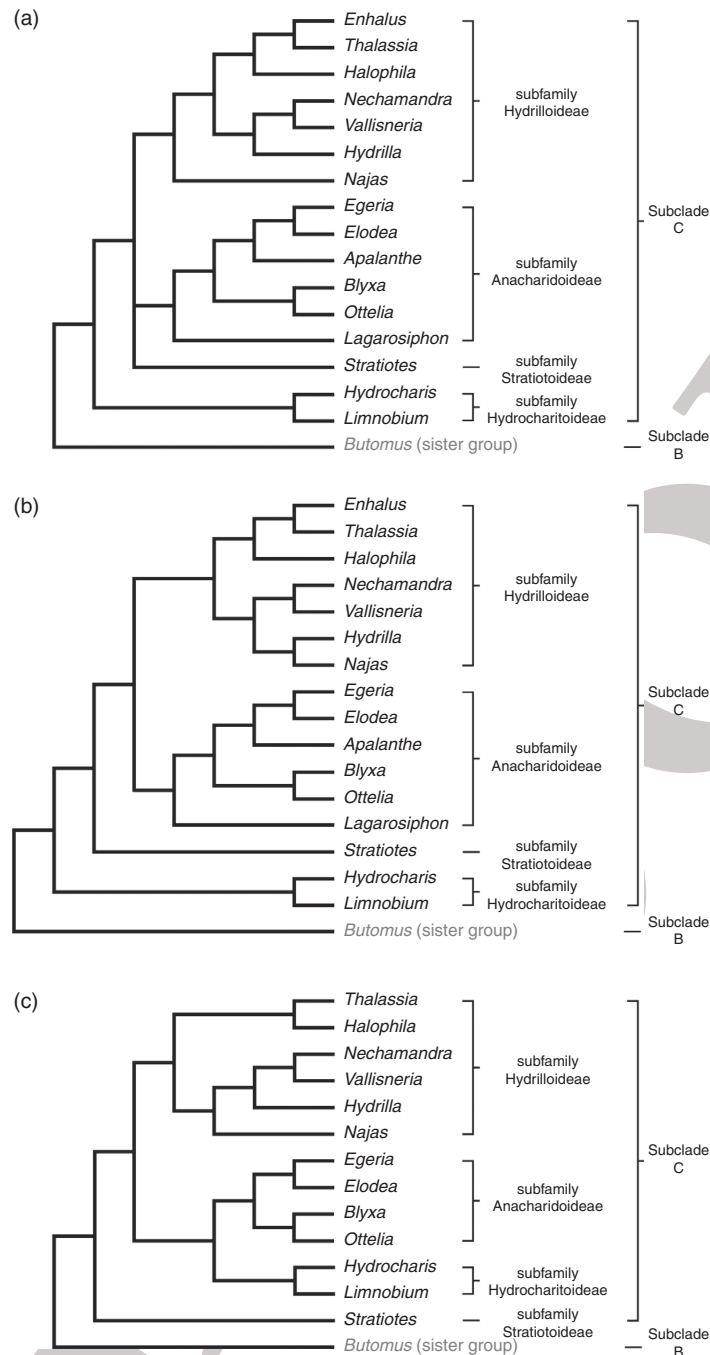 (a)
Enhalus
Thalassia
Halophila
Nechamandra
Vallisneria
Hydrilla
Najas
subfamily
Hydrilloideae
Egeria
Elodea
Apalanthe
Blyxa
Ottelia
Lagarosiphon
subfamily
Anacharidoideae
Stratiotes
subfamily
Stratiotoideae
Hydrocharis
Limnobium
subfamily
Hydrocharitoideae
Subclade
C
Butomus (sister group)
Subclade
B
(b)
Enhalus
Thalassia
Halophila
Nechamandra
Vallisneria
Hydrilla
Najas
subfamily
Hydrilloideae
Egeria
Elodea
Apalanthe
Blyxa
Ottelia
Lagarosiphon
subfamily
Anacharidoideae
Stratiotes
subfamily
Stratiotoideae
Hydrocharis
Limnobium
subfamily
Hydrocharitoideae
Subclade
C
Butomus (sister group)
Subclade
B
(c)
Thalassia
Halophila
Nechamandra
Vallisneria
Hydrilla
Najas
subfamily
Hydrilloideae
Egeria
Elodea
Blyxa
Ottelia
subfamily
Anacharidoideae
Hydrocharis
Limnobium
subfamily
Hydrocharitoideae
Stratiotes
subfamily
Stratiotoideae
Subclade
C
Butomus (sister group)
Subclade
B